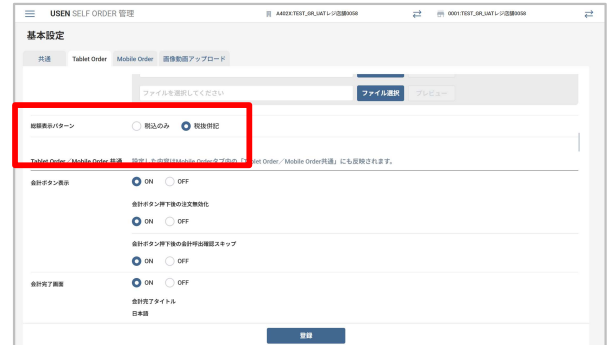 USEN SELF ORDER 管理
A402X:TEST_GR_UATレジ店舗0058
0001:TEST_GR_UATレジ店舗0058
基本設定
共通 Tablet Order Mobile Order 画像動画アップロード
ファイルを選択してください ファイル選択 プレビュー
総額表示パターン 税込のみ 税抜併記
Tablet Order／Mobile Order 共通 設定した内容はMobile Orderタブ内の「Tablet Order／Mobile Order共通」にも反映されます。
会計ボタン表示 ON OFF
会計ボタン押下後の注文無効化
ON OFF
会計ボタン押下後の会計呼出確認スキップ
ON OFF
会計完了画面 ON OFF
会計完了タイトル
日本語
登録